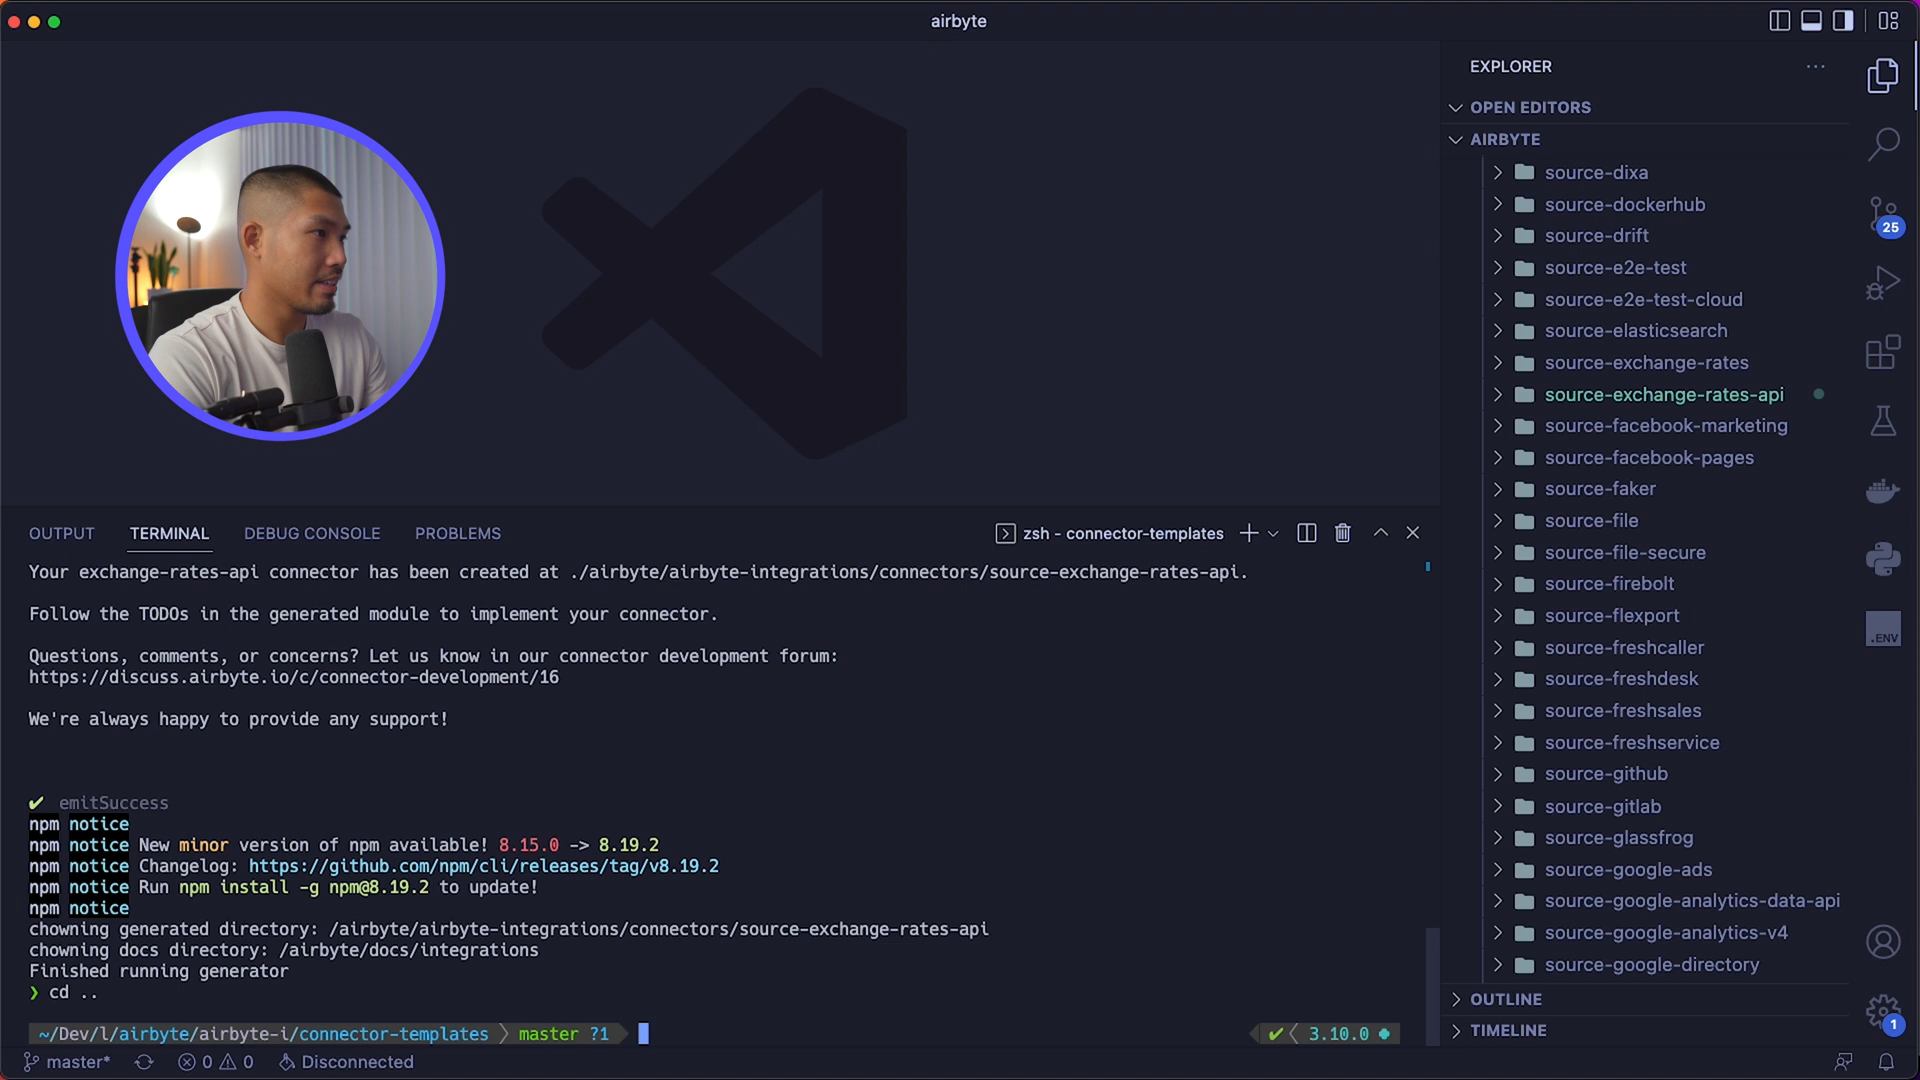 airbyte
EXPLORER
OPEN EDITORS
AIRBYTE
source-dixa
source-dockerhub
source-drift
source-e2e-test
source-e2e-test-cloud
source-elasticsearch
source-exchange-rates
source-exchange-rates-api
source-facebook-marketing
source-facebook-pages
source-faker
source-file
source-file-secure
source-firebolt
source-flexport
source-freshcaller
source-freshdesk
source-freshsales
source-freshservice
source-github
source-gitlab
source-glassfrog
source-google-ads
source-google-analytics-data-api
source-google-analytics-v4
source-google-directory
OUTLINE
TIMELINE
25
.ENV
1
OUTPUT TERMINAL DEBUG CONSOLE PROBLEMS zsh - connector-templates
Your exchange-rates-api connector has been created at ./airbyte/airbyte-integrations/connectors/source-exchange-rates-api.
Follow the TODOs in the generated module to implement your connector.
Questions, comments, or concerns? Let us know in our connector development forum:
https://discuss.airbyte.io/c/connector-development/16
We're always happy to provide any support!
✔ emitSuccess
npm notice
npm notice New minor version of npm available! 8.15.0 -> 8.19.2
npm notice Changelog: https://github.com/npm/cli/releases/tag/v8.19.2
npm notice Run npm install -g npm@8.19.2 to update!
npm notice
chowning generated directory: /airbyte/airbyte-integrations/connectors/source-exchange-rates-api
chowning docs directory: /airbyte/docs/integrations
Finished running generator
❯ cd ..
~/Dev/l/airbyte/airbyte-i/connector-templates master ?1 ✔ 3.10.0
master* 0 0 Disconnected